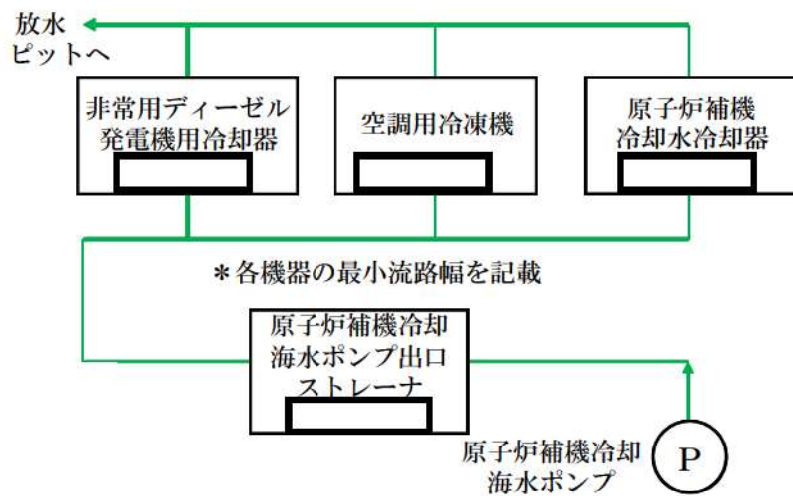 放水
ピットへ
非常用ディーゼル
発電機用冷却器
空調用冷凍機
原子炉補機
冷却水冷却器
＊各機器の最小流路幅を記載
原子炉補機冷却
海水ポンプ出口
ストレーナ
原子炉補機冷却
海水ポンプ
P